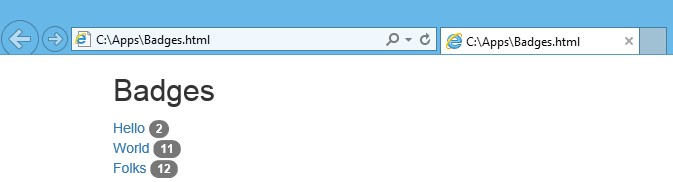 C:\Apps\Badges.html
C:\Apps\Badges.html
Badges
Hello 2
World 11
Folks 12